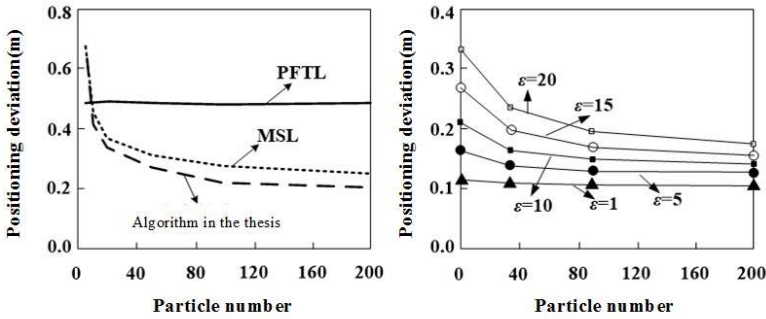 Positioning deviation(m)
0.8
0.6
0.4
0.2
0.0
PFTL
MSL
Algorithm in the thesis
0 40 80 120 160 200
Particle number
Positioning deviation(m)
0.4
0.3
0.2
0.1
0.0
ε=20
ε=15
ε=10
ε=1
ε=5
0 40 80 120 160 200
Particle number